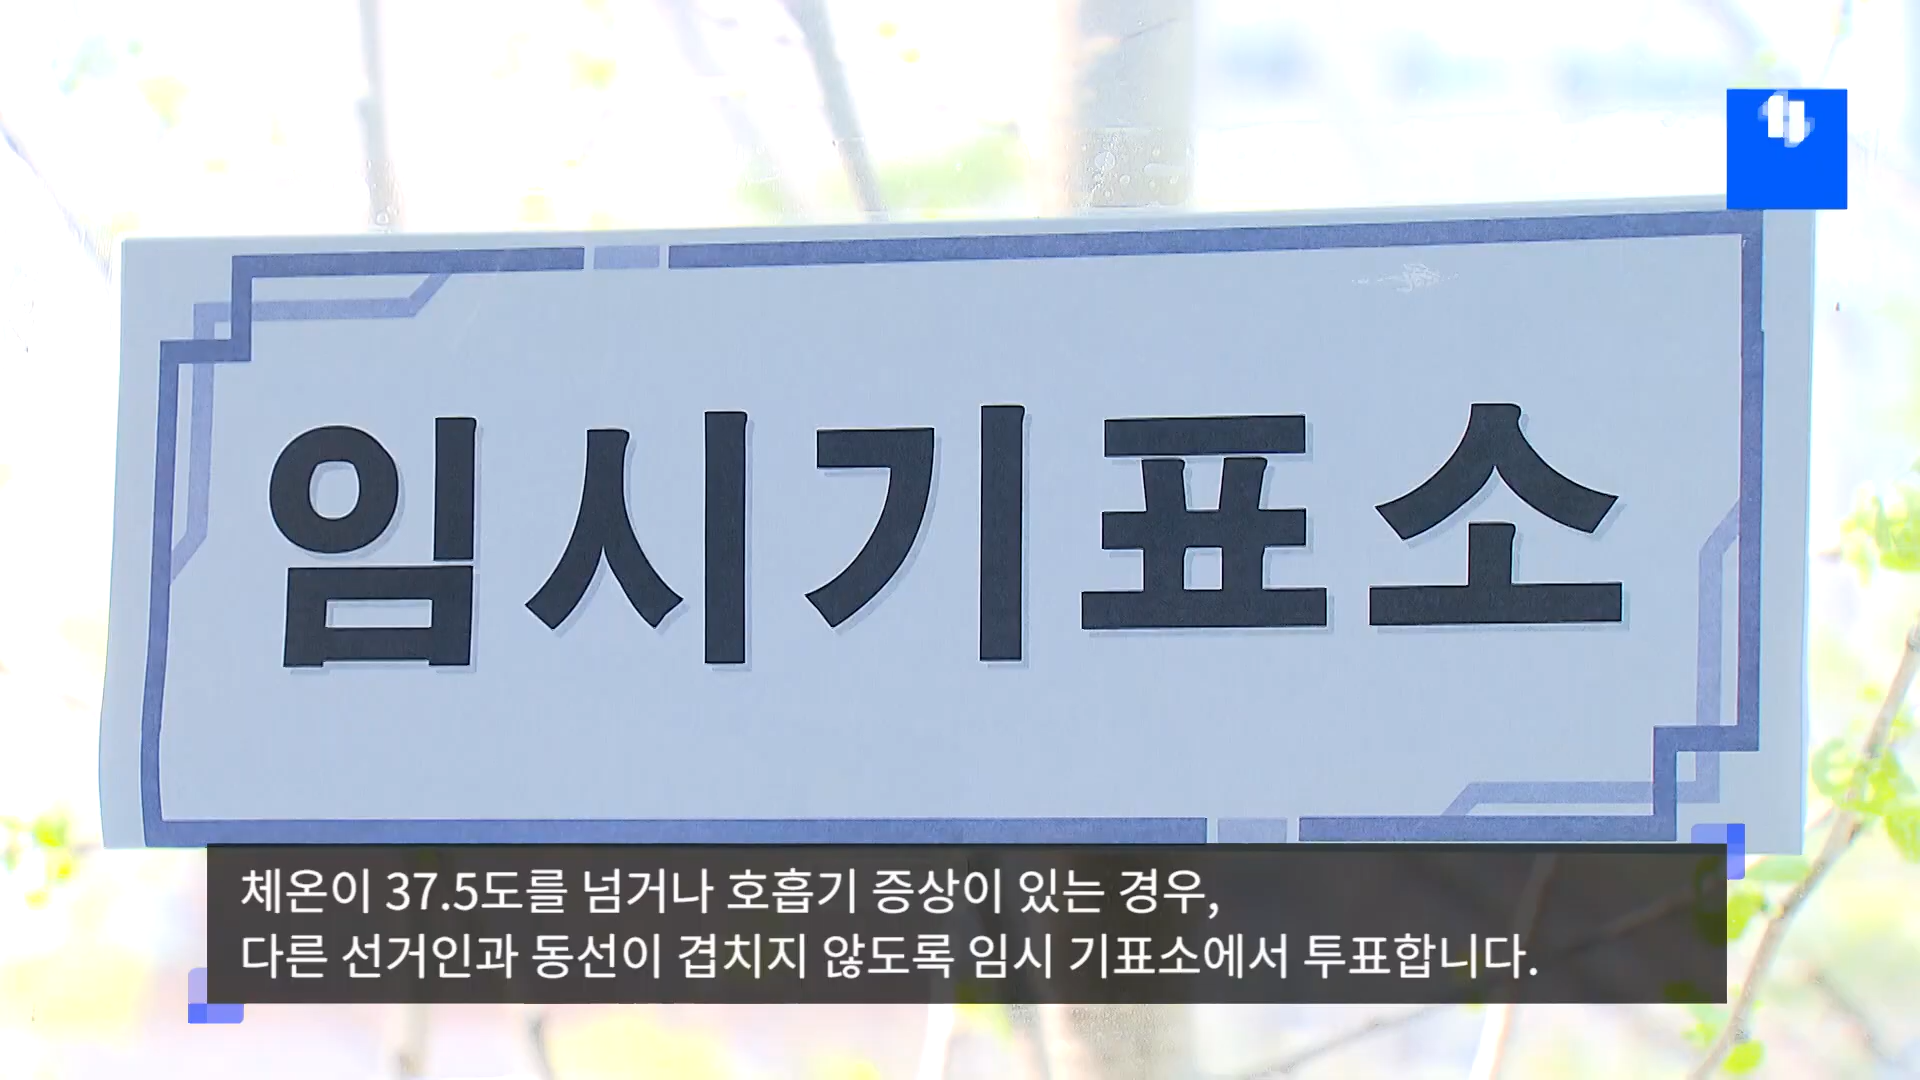 임시기표소
체온이 37.5도를 넘거나 호흡기 증상이 있는 경우,
다른 선거인과 동선이 겹치지 않도록 임시 기표소에서 투표합니다.